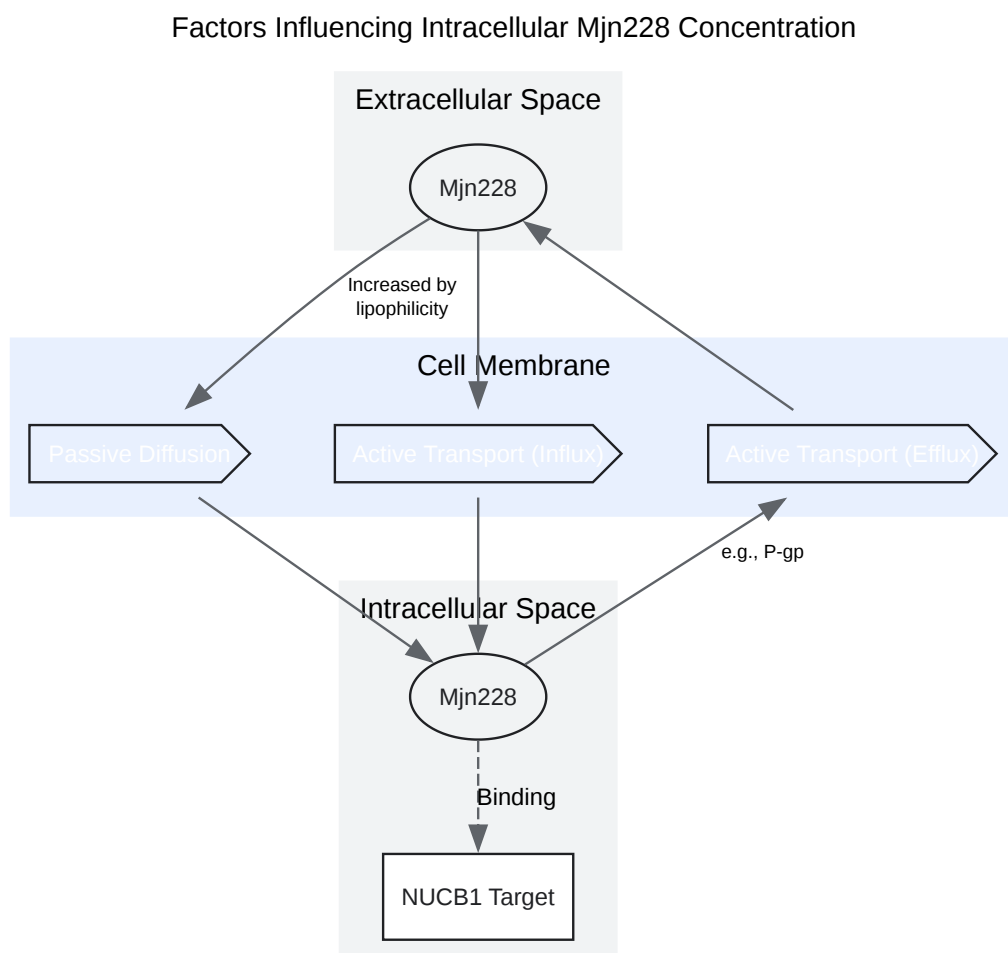 Factors Influencing Intracellular Mjn228 Concentration
Extracellular Space
Mjn228
Increased by
lipophilicity
Cell Membrane
Passive Diffusion
Active Transport (Influx)
Active Transport (Efflux)
e.g., P-gp
Intracellular Space
Mjn228
Binding
NUCB1 Target